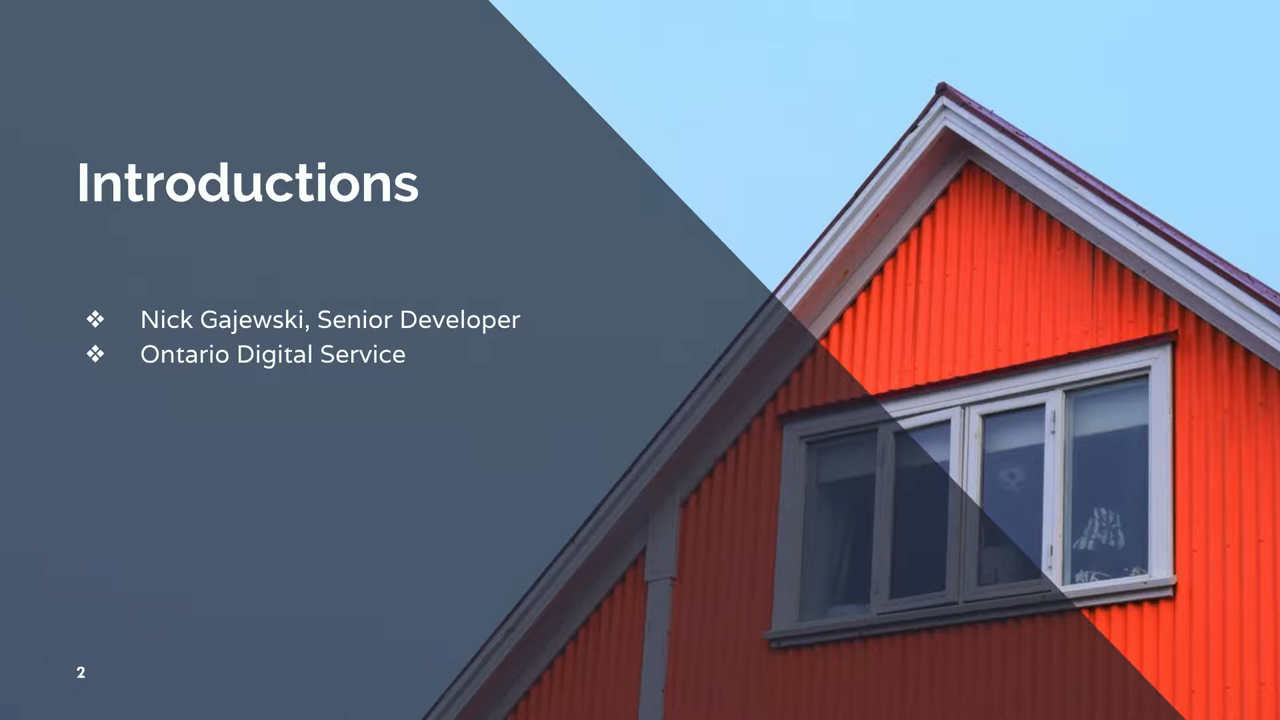 Introductions
❖ Nick Gajewski, Senior Developer
❖ Ontario Digital Service
2